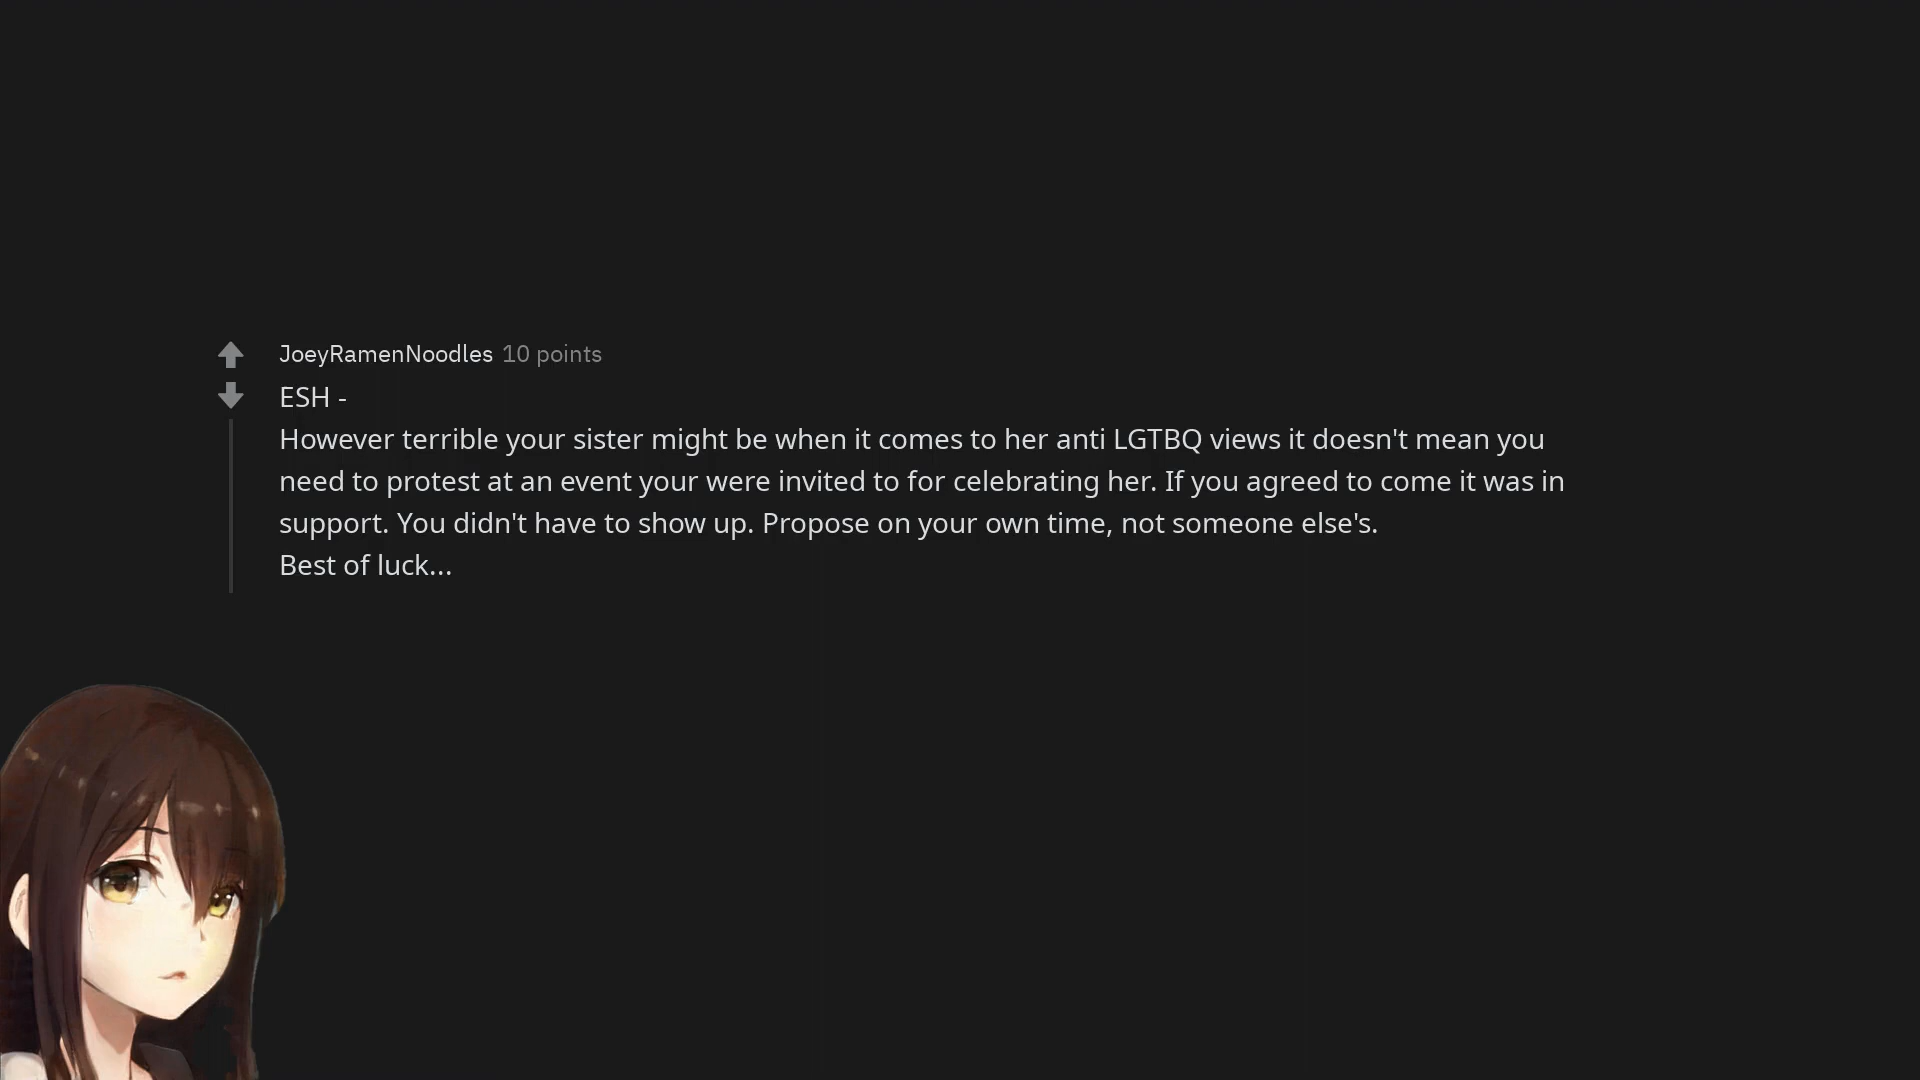 JoeyRamenNoodles 10 points
ESH -
However terrible your sister might be when it comes to her anti LGTBQ views it doesn't mean you
need to protest at an event your were invited to for celebrating her. If you agreed to come it was in
support. You didn't have to show up. Propose on your own time, not someone else's.
Best of luck...